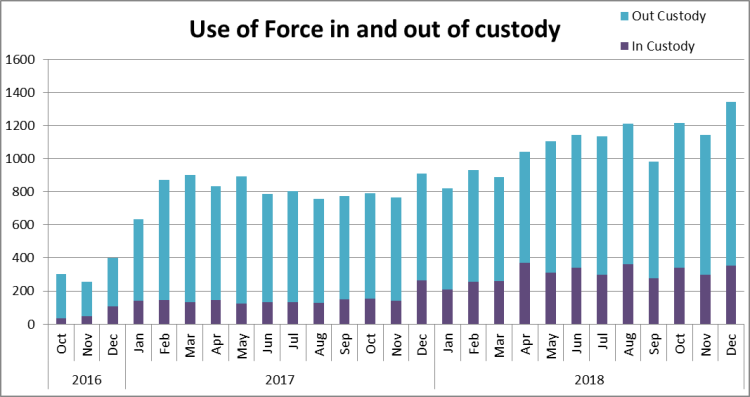 Use of Force in and out of custody
Out Custody
In Custody
1600
1400
1200
1000
800
600
400
200
0
Oct Nov Dec Jan Feb Mar Apr May Jun Jul Aug Sep Oct Nov Dec Jan Feb Mar Apr May Jun Jul Aug Sep Oct Nov Dec
2016 2017 2018